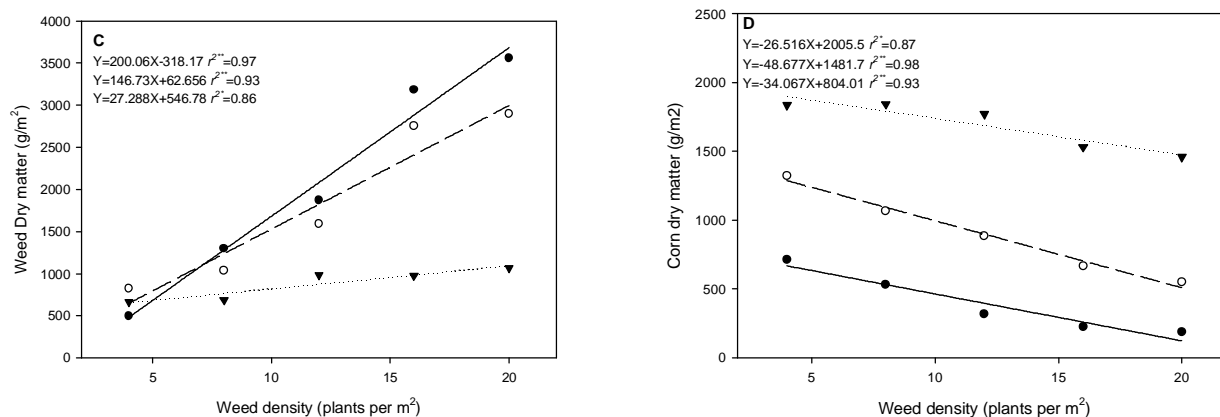 C
Y=200.06X-318.17 r²**=0.97
Y=146.73X+62.656 r²**=0.93
Y=27.288X+546.78 r²*=0.86
4000
3500
3000
2500
2000
1500
1000
500
0
Weed Dry matter (g/m²)
5 10 15 20
Weed density (plants per m²)
D
Y=-26.516X+2005.5 r²*=0.87
Y=-48.677X+1481.7 r²**=0.98
Y=-34.067X+804.01 r²**=0.93
2500
2000
1500
1000
500
0
Corn dry matter (g/m2)
5 10 15 20
Weed density (plants per m²)